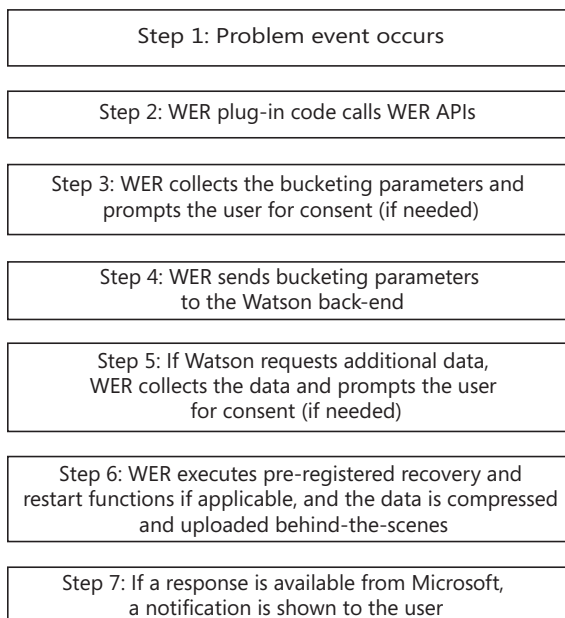 Step 1: Problem event occurs
Step 2: WER plug-in code calls WER APIs
Step 3: WER collects the bucketing parameters and
prompts the user for consent (if needed)
Step 4: WER sends bucketing parameters
to the Watson back-end
Step 5: If Watson requests additional data,
WER collects the data and prompts the user
for consent (if needed)
Step 6: WER executes pre-registered recovery and
restart functions if applicable, and the data is compressed
and uploaded behind-the-scenes
Step 7: If a response is available from Microsoft,
a notification is shown to the user